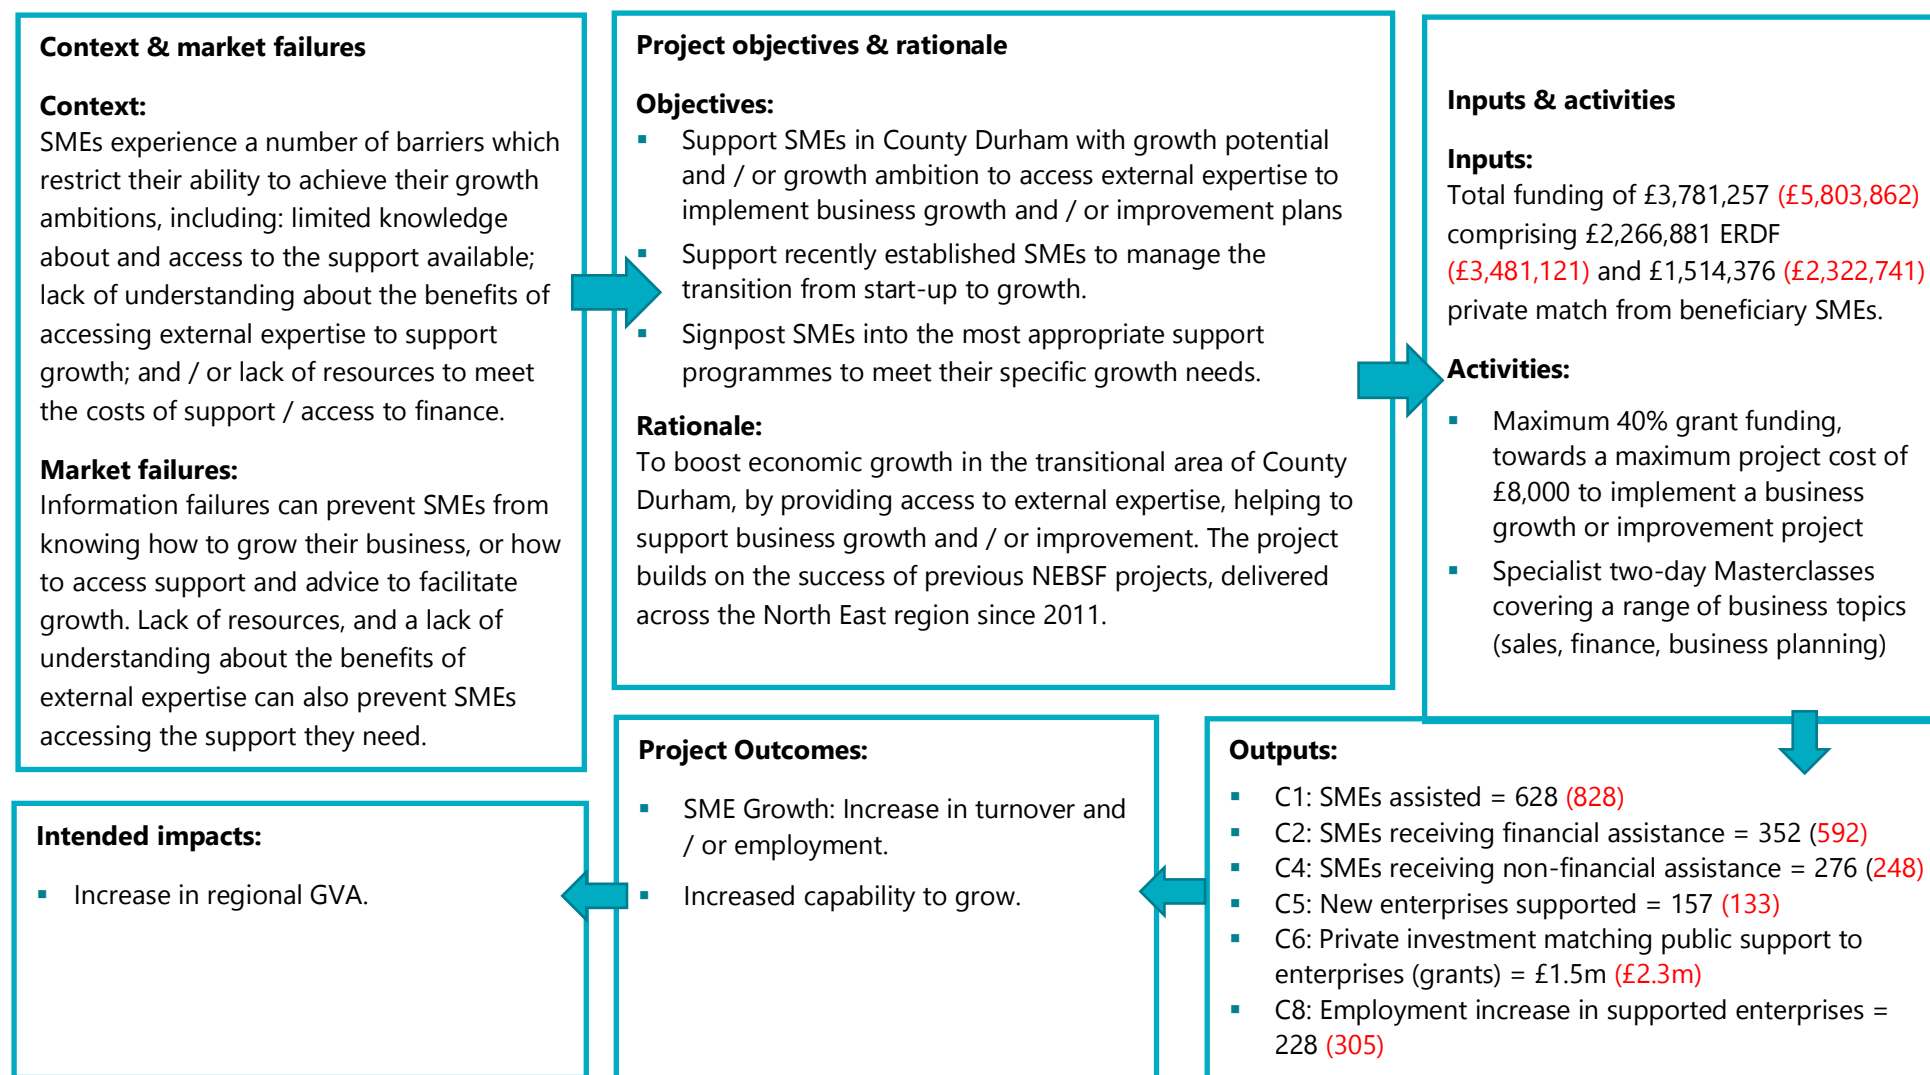 Context & market failures
Context:
SMEs experience a number of barriers which
restrict their ability to achieve their growth
ambitions, including: limited knowledge
about and access to the support available;
lack of understanding about the benefits of
accessing external expertise to support
growth; and / or lack of resources to meet
the costs of support / access to finance.
Market failures:
Information failures can prevent SMEs from
knowing how to grow their business, or how
to access support and advice to facilitate
growth. Lack of resources, and a lack of
understanding about the benefits of
external expertise can also prevent SMEs
accessing the support they need.
Project objectives & rationale
Objectives:
▪ Support SMEs in County Durham with growth potential
and / or growth ambition to access external expertise to
implement business growth and / or improvement plans
▪ Support recently established SMEs to manage the
transition from start-up to growth.
▪ Signpost SMEs into the most appropriate support
programmes to meet their specific growth needs.
Rationale:
To boost economic growth in the transitional area of County
Durham, by providing access to external expertise, helping to
support business growth and / or improvement. The project
builds on the success of previous NEBSF projects, delivered
across the North East region since 2011.
Inputs & activities
Inputs:
Total funding of £3,781,257 (£5,803,862)
comprising £2,266,881 ERDF
(£3,481,121) and £1,514,376 (£2,322,741)
private match from beneficiary SMEs.
Activities:
▪ Maximum 40% grant funding,
towards a maximum project cost of
£8,000 to implement a business
growth or improvement project
▪ Specialist two-day Masterclasses
covering a range of business topics
(sales, finance, business planning)
Outputs:
▪ C1: SMEs assisted = 628 (828)
▪ C2: SMEs receiving financial assistance = 352 (592)
▪ C4: SMEs receiving non-financial assistance = 276 (248)
▪ C5: New enterprises supported = 157 (133)
▪ C6: Private investment matching public support to
enterprises (grants) = £1.5m (£2.3m)
▪ C8: Employment increase in supported enterprises =
228 (305)
Project Outcomes:
▪ SME Growth: Increase in turnover and
/ or employment.
▪ Increased capability to grow.
Intended impacts:
▪ Increase in regional GVA.